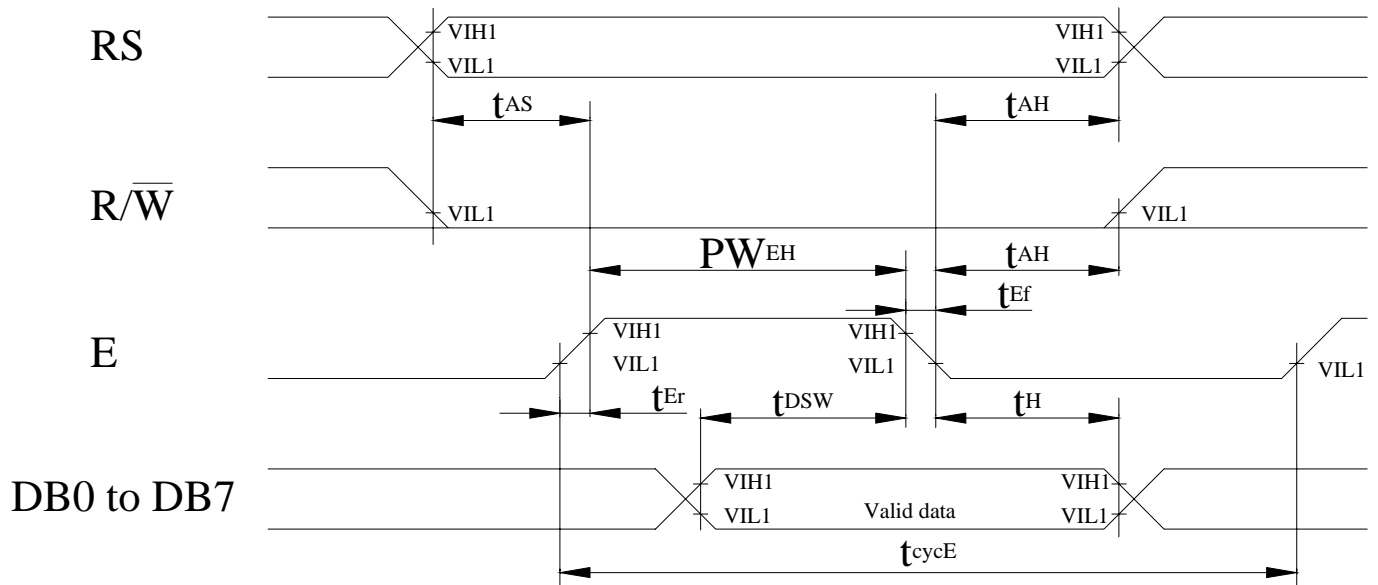 RS
VIH1
VIH1
VIL1
VIL1
tAS
tAH
R/W̅
VIL1
VIL1
PWEH
tAH
tEf
E
VIH1
VIH1
VIL1
VIL1
VIL1
tEr
tDSW
tH
DB0 to DB7
VIH1
VIH1
VIL1
Valid data
VIL1
tcycE